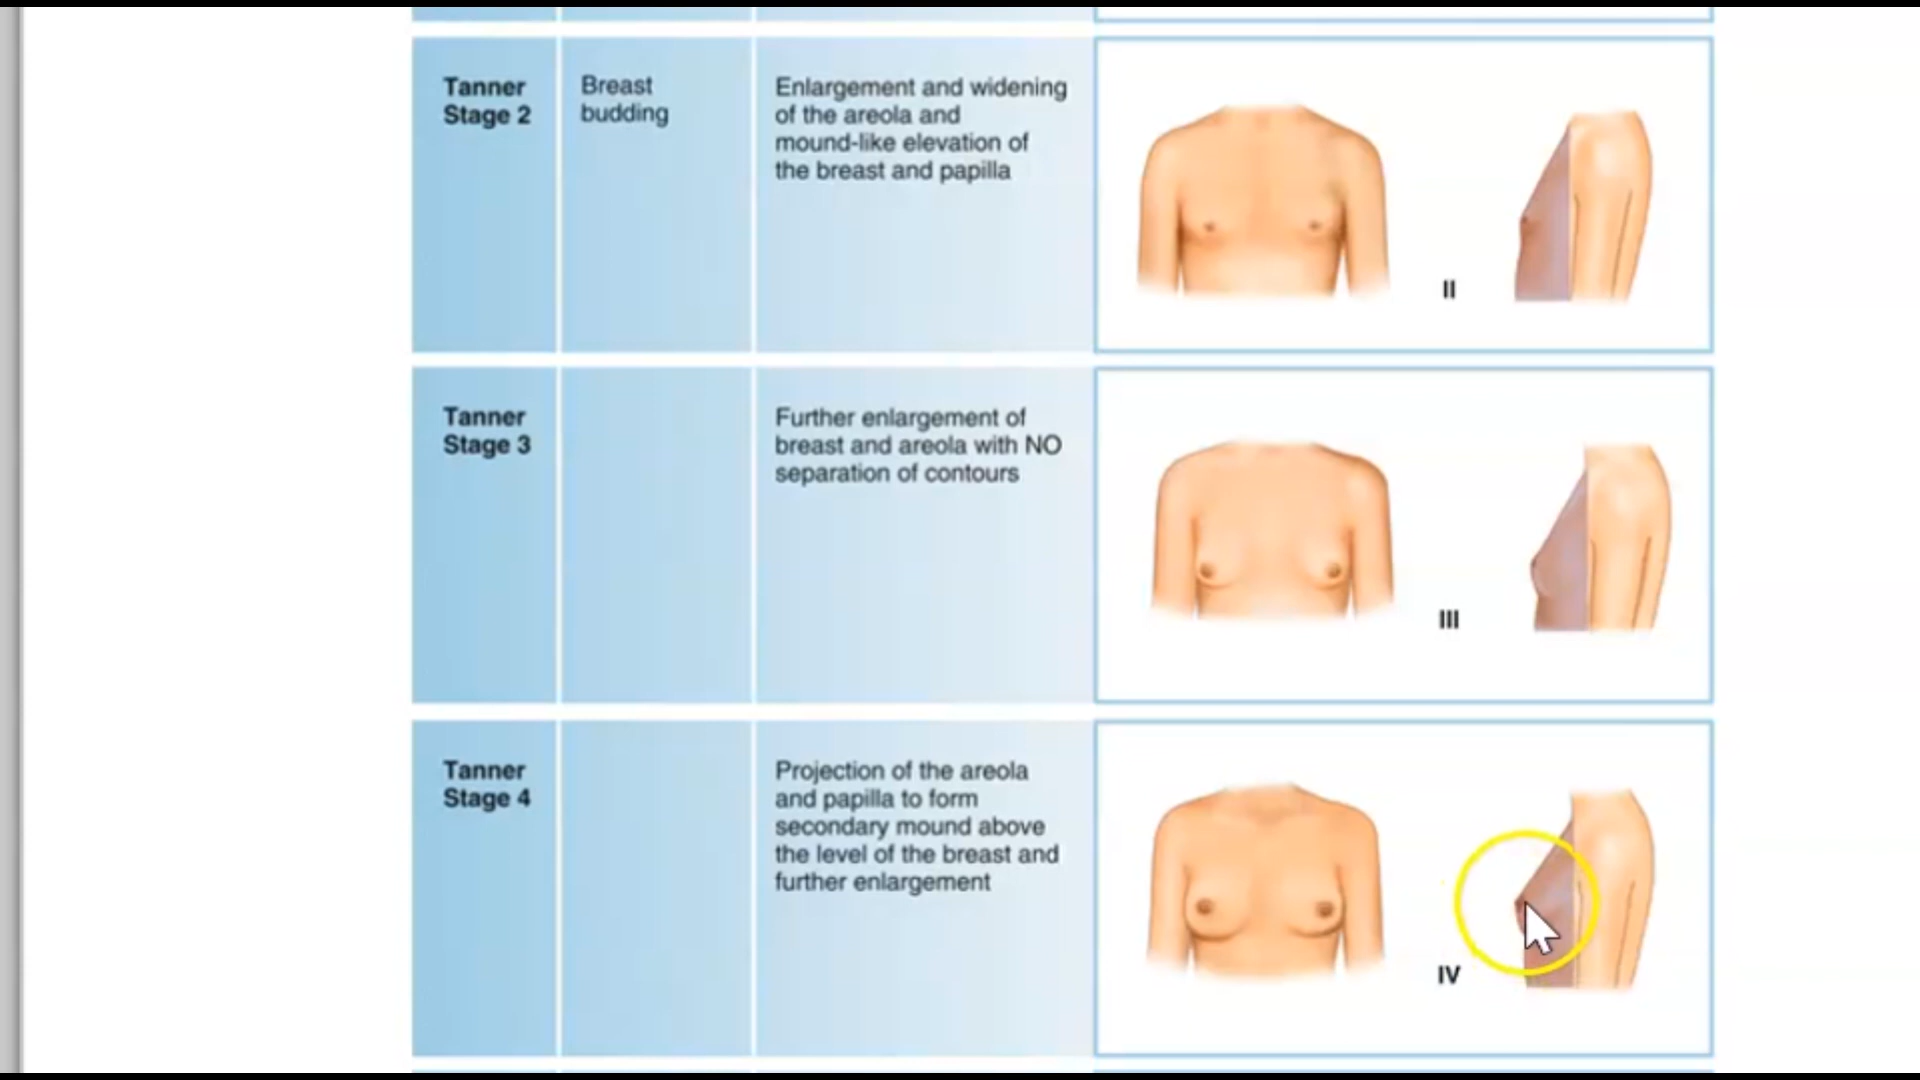 Tanner
Stage 2
Breast
budding
Enlargement and widening
of the areola and
mound-like elevation of
the breast and papilla
II
Tanner
Stage 3
Further enlargement of
breast and areola with NO
separation of contours
III
Tanner
Stage 4
Projection of the areola
and papilla to form
secondary mound above
the level of the breast and
further enlargement
IV